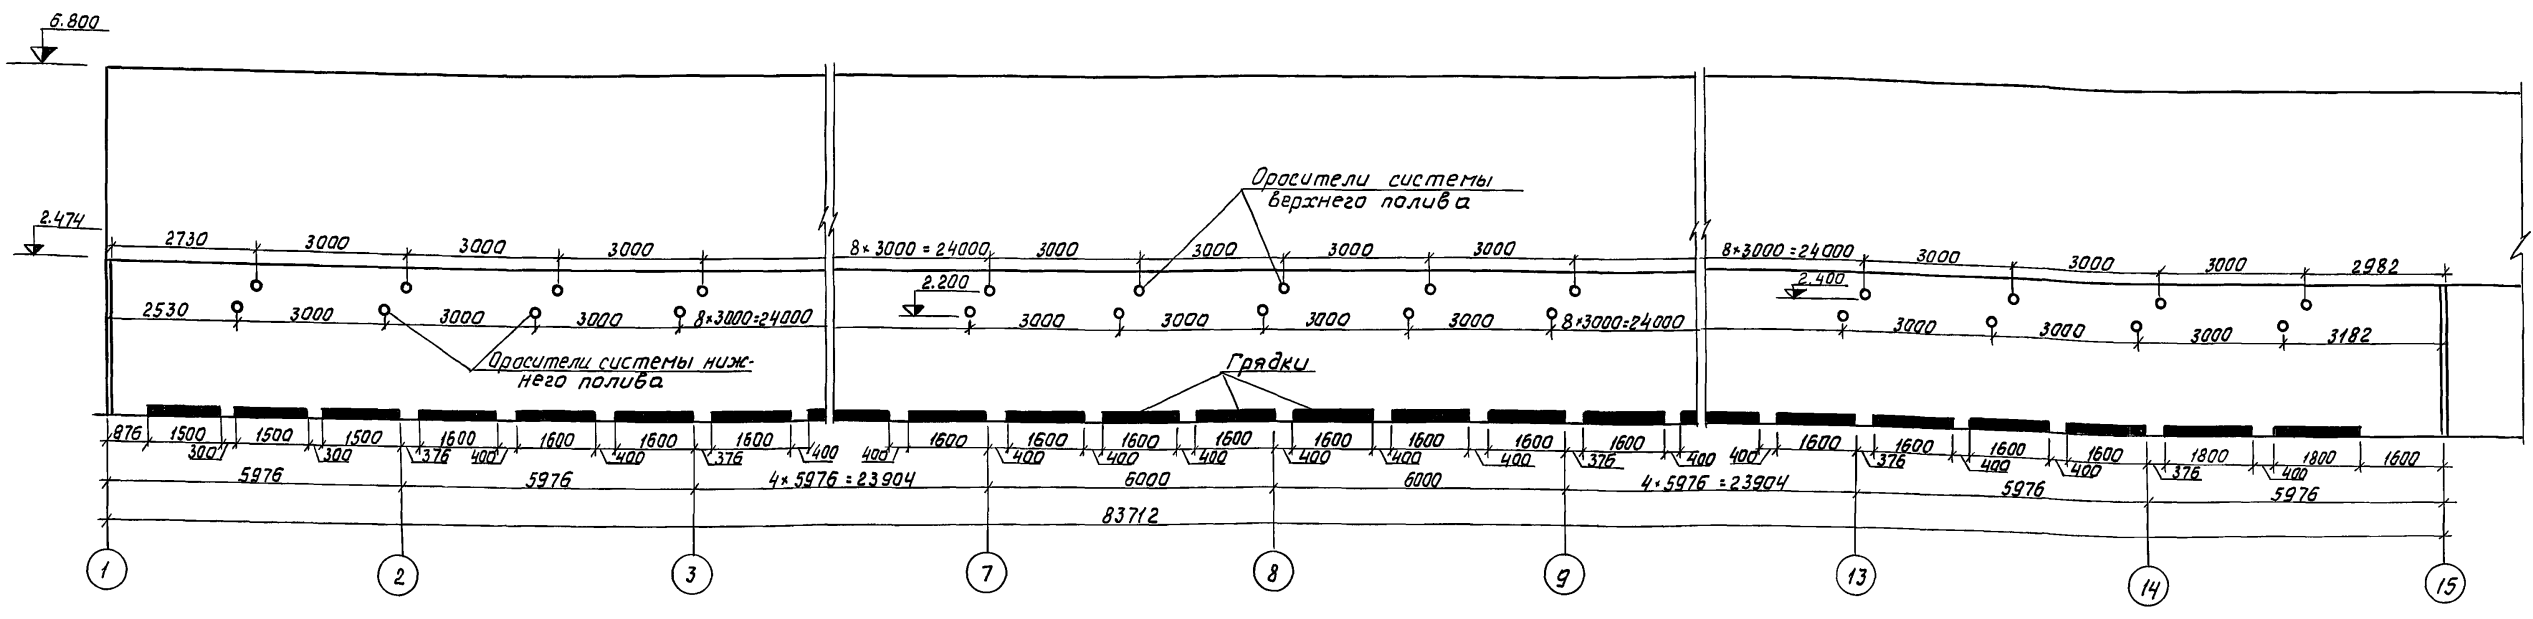 6.800
Оросители системы
верхнего полива
2.474
2730 3000 3000 3000 8×3000=24000 3000 3000 3000 3000 8×3000=24000 3000 3000 3000 2982
2.200 2.400
2530 3000 3000 3000 8×3000=24000 3000 3000 3000 3000 8×3000=24000 3000 3000 3000 3182
Оросители системы ниж-
него полива
Грядки
876 1500 1500 1500 1600 1600 1600 1600 1600 1600 1600 1600 1600 1600 1600 1600 1600 1600 1600 1600 1800 1800 1600
300 300 376 400 400 376 400 400 400 400 400 400 400 400 376 400 400 376 400 400 376 400
5976 5976 4×5976=23904 6000 6000 4×5976=23904 5976 5976
83712
1 2 3 7 8 9 13 14 15